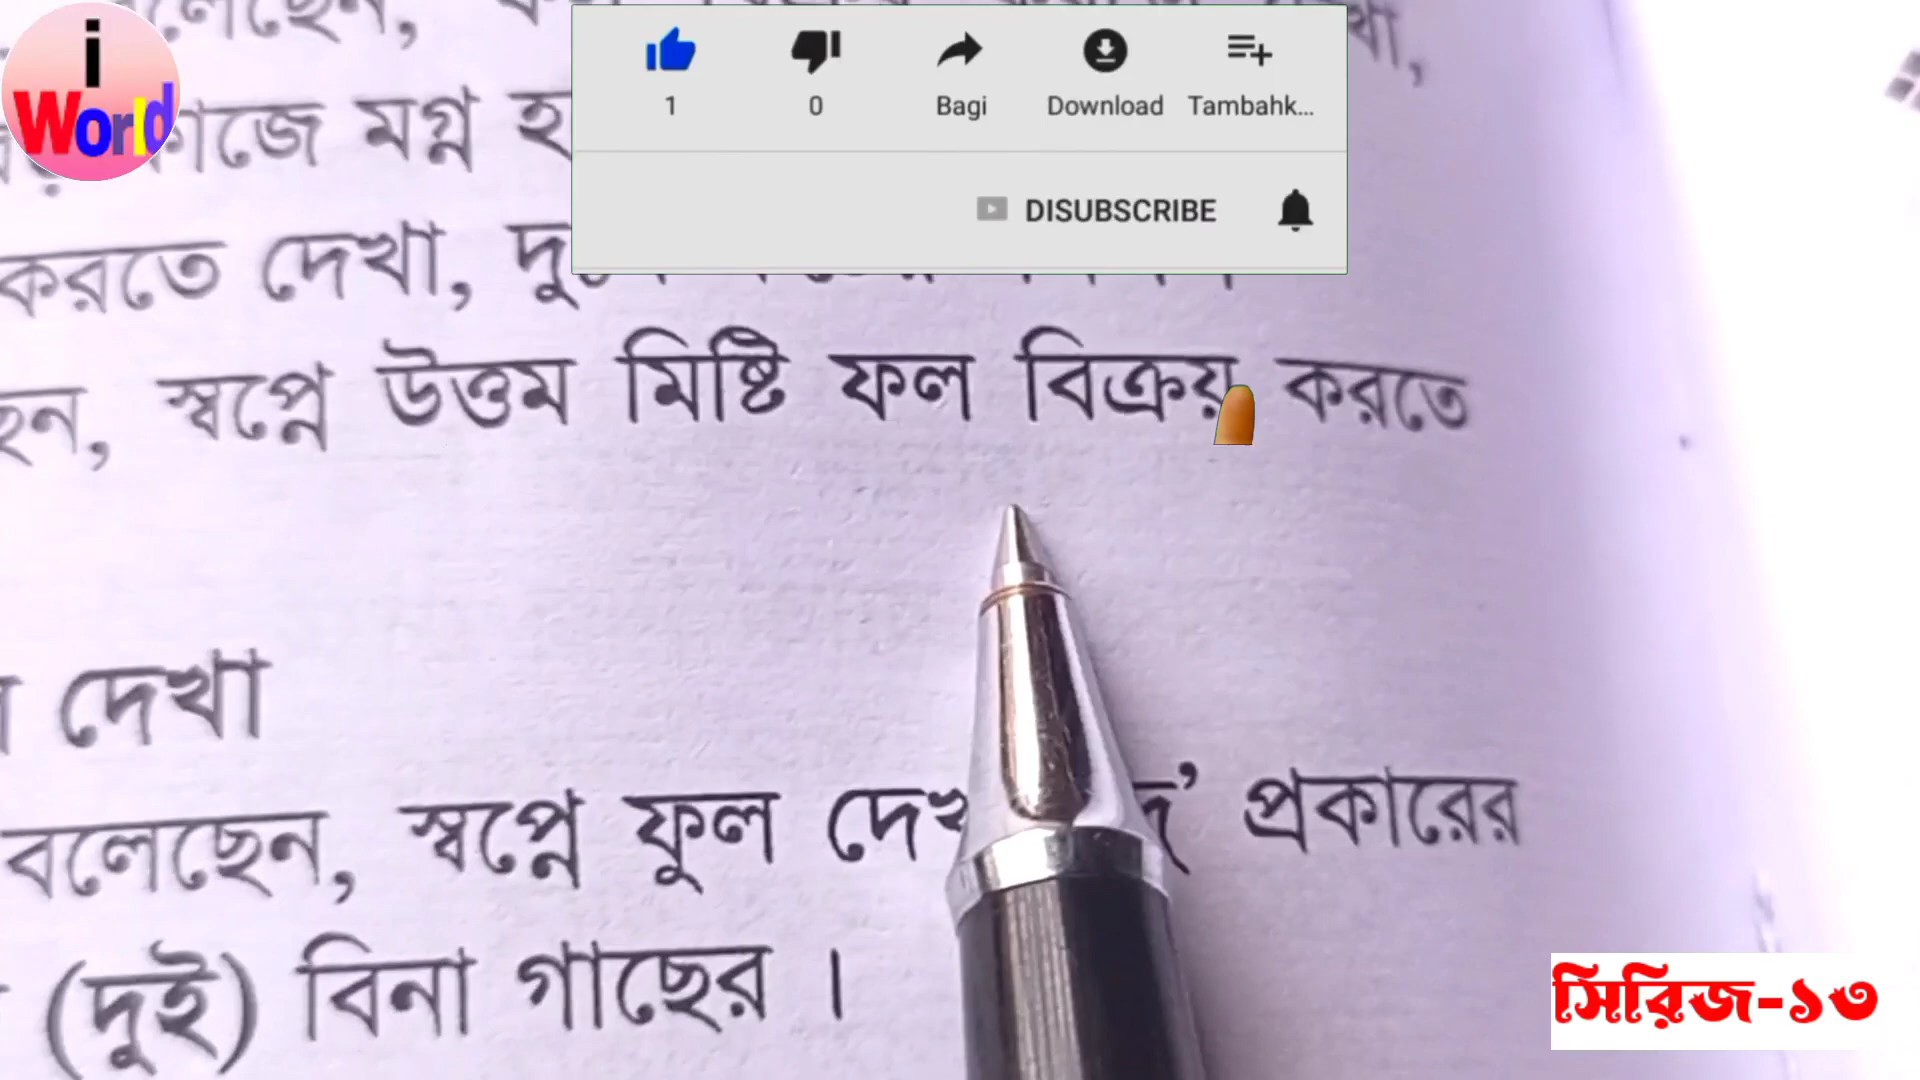 i
World
1
0
Bagi
Download
Tambahk...
DISUBSCRIBE
কাজে মগ্ন
করতে দেখা,
স্বপ্নে উত্তম মিষ্টি ফল বিক্রয় করতে
দেখা
বলেছেন, স্বপ্নে ফুল প্রকারের
(দুই) বিনা গাছের ।
সিরিজ-১৩